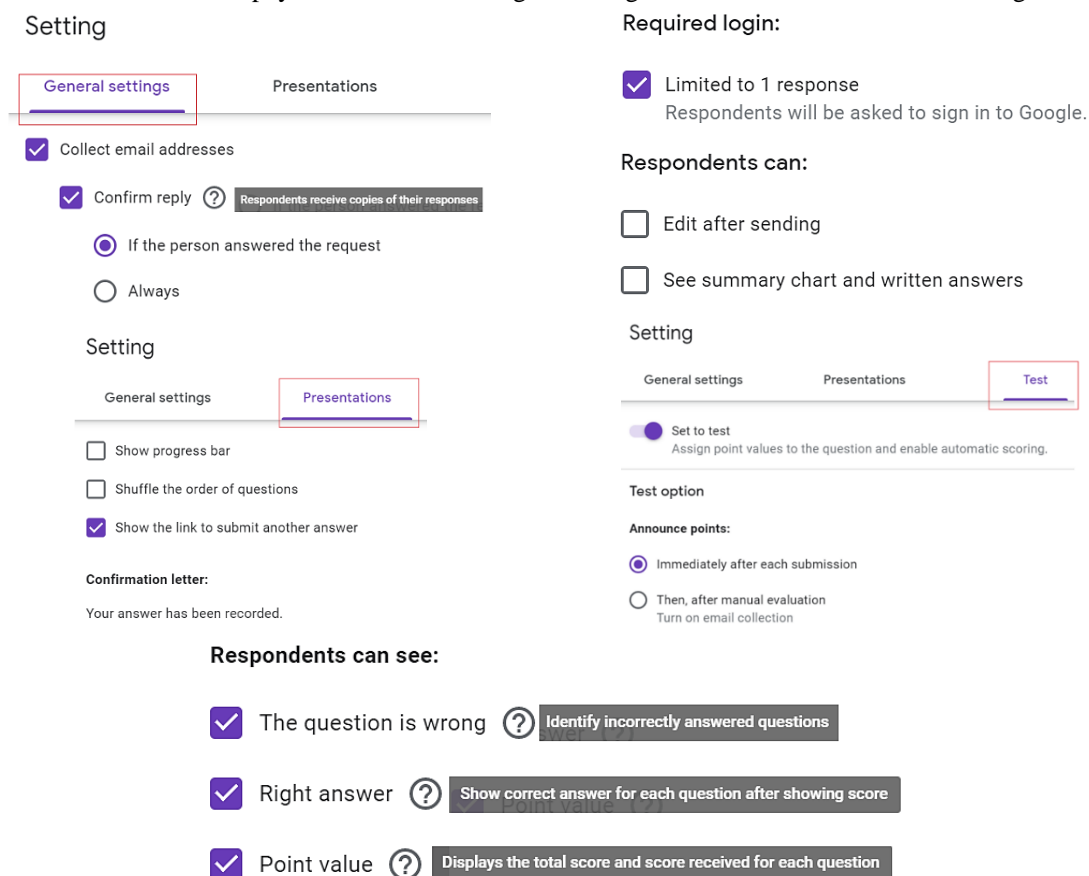 Setting
General settings Presentations
Collect email addresses
Confirm reply ? Respondents receive copies of their responses
If the person answered the request
Always
Required login:
Limited to 1 response
Respondents will be asked to sign in to Google.
Respondents can:
Edit after sending
See summary chart and written answers
Setting
General settings Presentations
Show progress bar
Shuffle the order of questions
Show the link to submit another answer
Confirmation letter:
Your answer has been recorded.
Setting
General settings Presentations Test
Set to test
Assign point values to the question and enable automatic scoring.
Test option
Announce points:
Immediately after each submission
Then, after manual evaluation
Turn on email collection
Respondents can see:
The question is wrong ? Identify incorrectly answered questions
Right answer ? Show correct answer for each question after showing score
Point value (?)
Point value ? Displays the total score and score received for each question